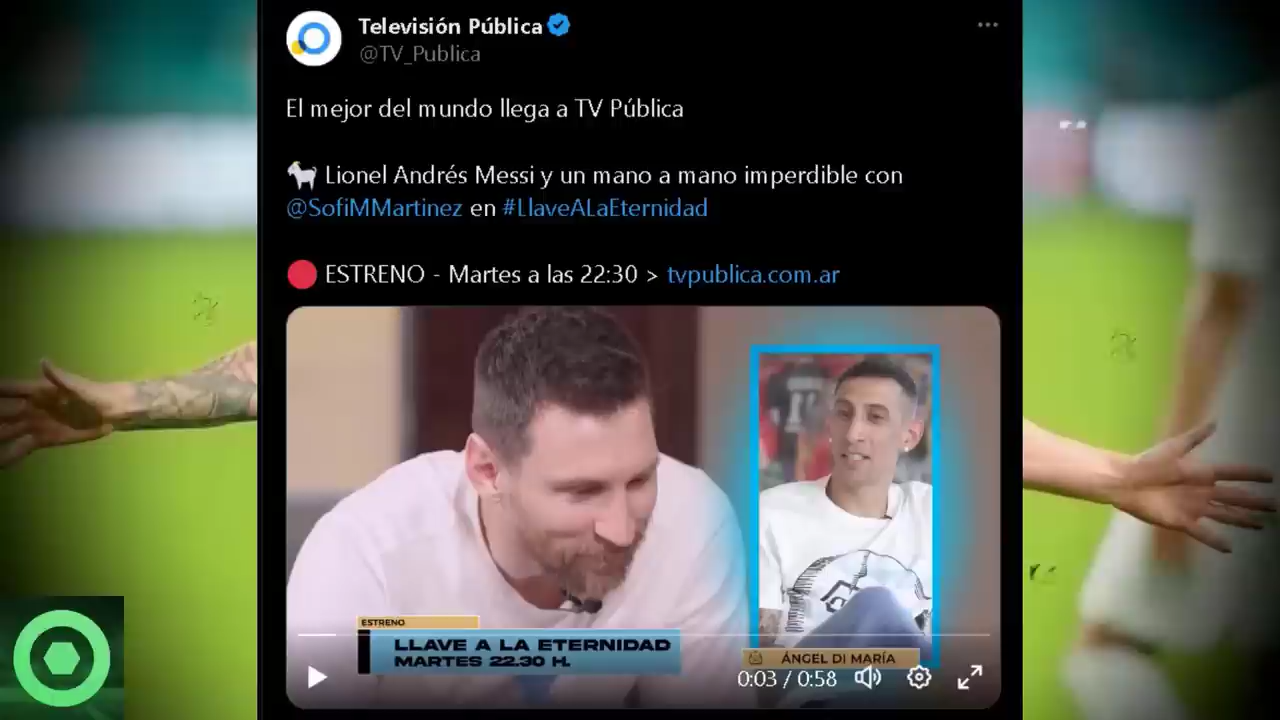 Televisión Pública
@TV_Publica
El mejor del mundo llega a TV Pública
Lionel Andrés Messi y un mano a mano imperdible con
@SofiMMartinez en #LlaveALaEternidad
ESTRENO - Martes a las 22:30 > tvpublica.com.ar
ESTRENO
LLAVE A LA ETERNIDAD
MARTES 22.30 H.
ÁNGEL DI MARÍA
0:03 / 0:58